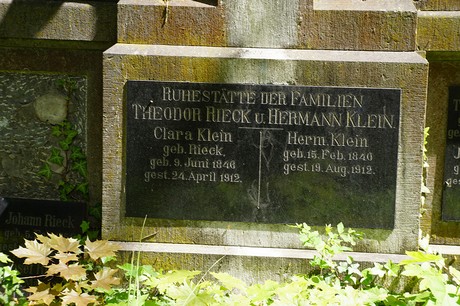 RUHESTÄTTE DER FAMILIEN
THEODOR RIECK U. HERMANN KLEIN.
Clara Klein
geb. Rieck,
geb. 9. Juni 1846
gest. 24. April 1912.
Herm. Klein
geb. 15. Feb. 1840
gest. 19. Aug. 1912.
Johann Rieck